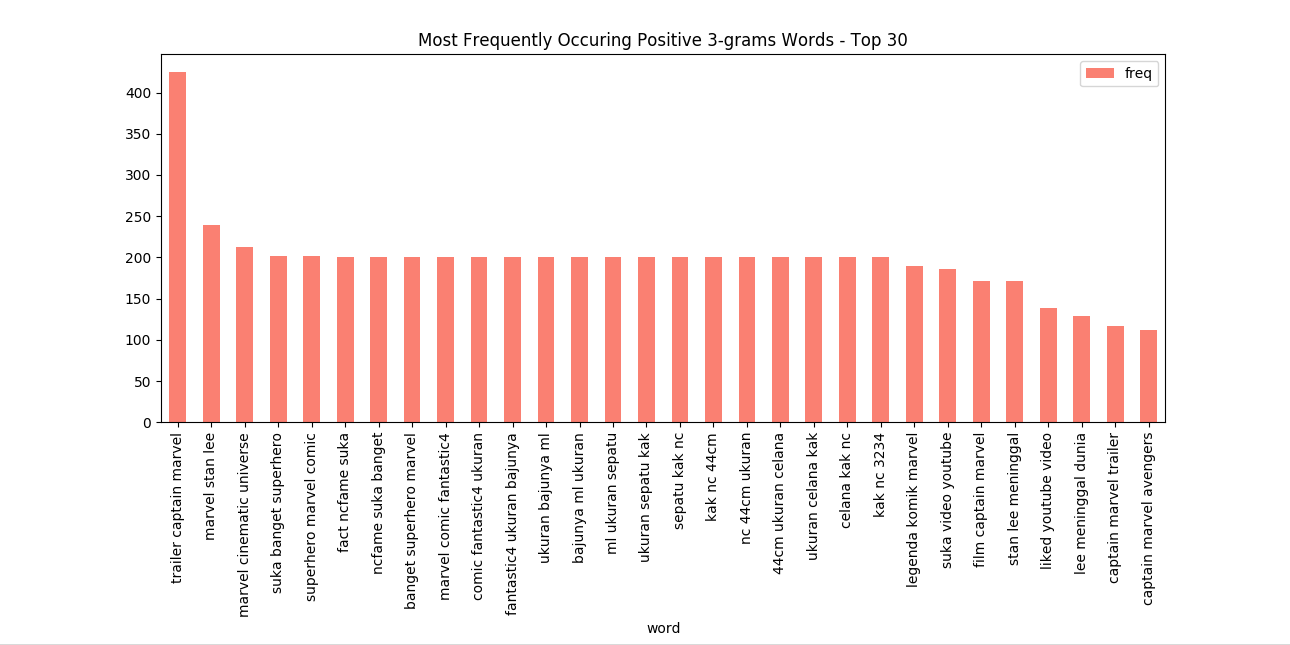 Most Frequently Occuring Positive 3-grams Words - Top 30
freq
400
350
300
250
200
150
100
50
0
trailer captain marvel
marvel stan lee
marvel cinematic universe
suka banget superhero
superhero marvel comic
fact ncfame suka
ncfame suka banget
banget superhero marvel
marvel comic fantastic4
comic fantastic4 ukuran
fantastic4 ukuran bajunya
ukuran bajunya ml
bajunya ml ukuran
ml ukuran sepatu
ukuran sepatu kak
sepatu kak nc
kak nc 44cm
nc 44cm ukuran
44cm ukuran celana
ukuran celana kak
celana kak nc
kak nc 3234
legenda komik marvel
suka video youtube
film captain marvel
stan lee meninggal
liked youtube video
lee meninggal dunia
captain marvel trailer
captain marvel avengers
word